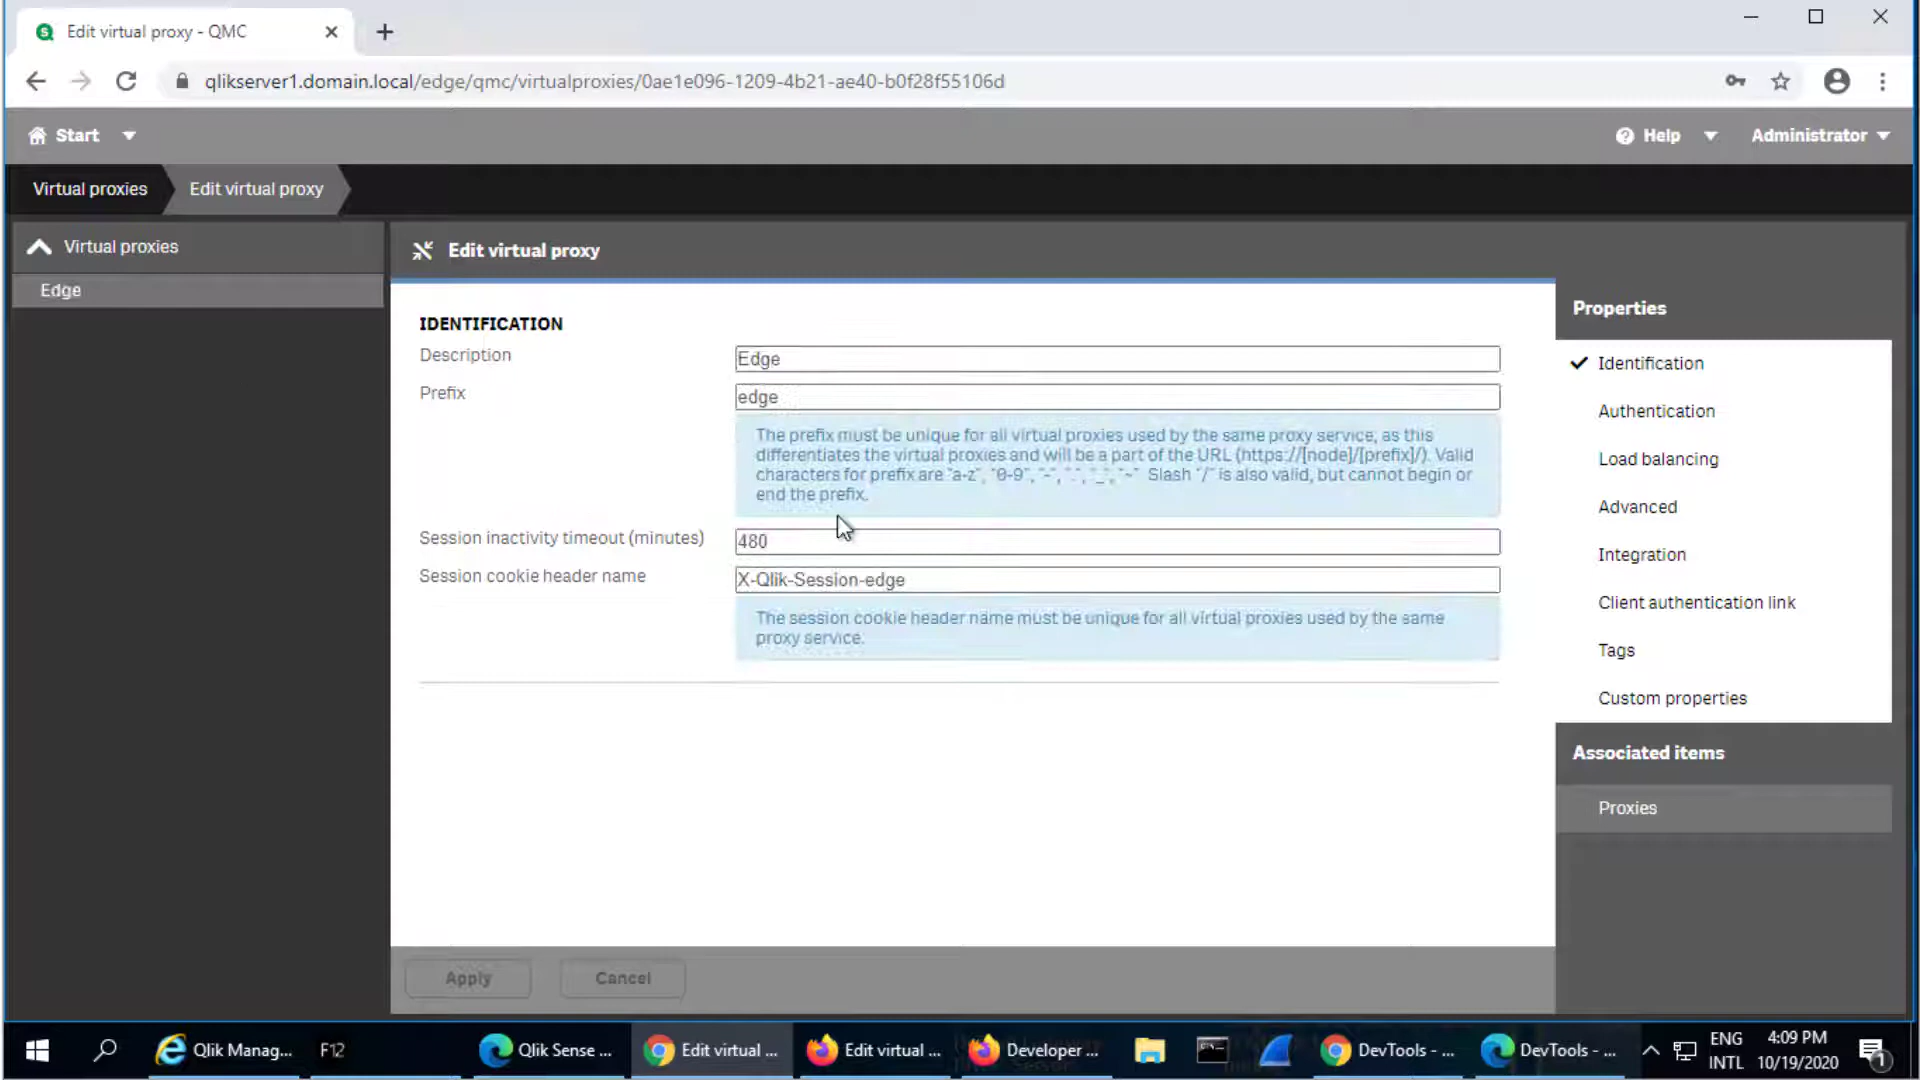 Edit virtual proxy - QMC
qlikserver1.domain.local/edge/qmc/virtualproxies/0ae1e096-1209-4b21-ae40-b0f28f55106d
Start
Help
Administrator
Virtual proxies
Edit virtual proxy
Virtual proxies
Edge
Edit virtual proxy
IDENTIFICATION
Description
Edge
Prefix
edge
The prefix must be unique for all virtual proxies used by the same proxy service, as this
differentiates the virtual proxies and will be a part of the URL (https://[node]/[prefix]/). Valid
characters for prefix are "a-z", "0-9", "-", ".", "_", "~" Slash "/" is also valid, but cannot begin or
end the prefix.
Session inactivity timeout (minutes)
480
Session cookie header name
X-Qlik-Session-edge
The session cookie header name must be unique for all virtual proxies used by the same
proxy service.
Properties
Identification
Authentication
Load balancing
Advanced
Integration
Client authentication link
Tags
Custom properties
Associated items
Proxies
Apply
Cancel
Qlik Manag...
F12
Qlik Sense ...
Edit virtual ...
Edit virtual ...
Developer ...
DevTools - ...
DevTools - ...
ENG
INTL
4:09 PM
10/19/2020
1